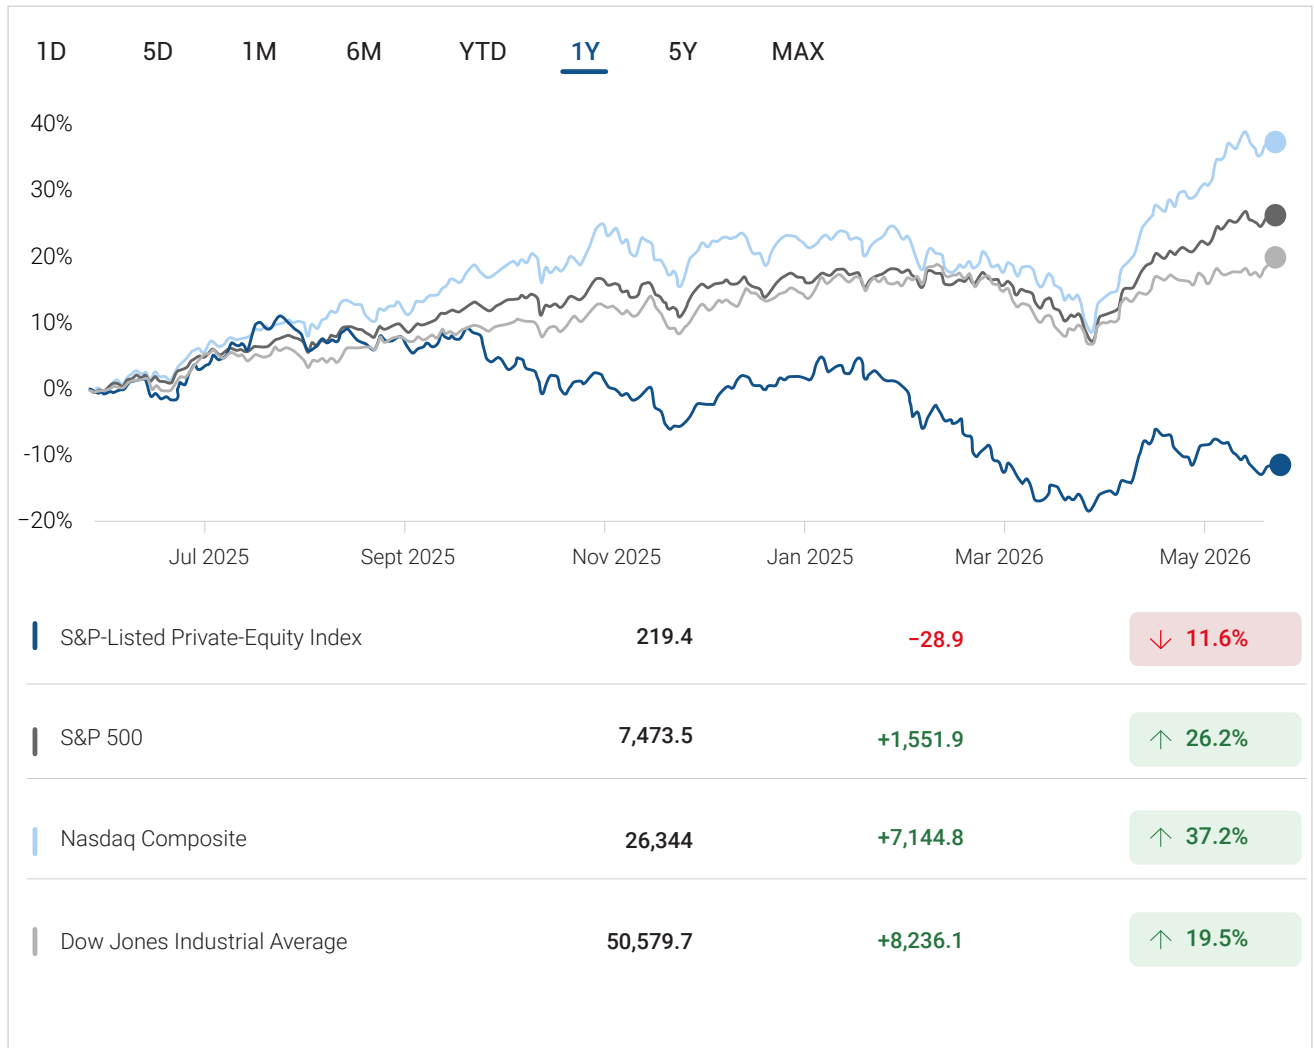 1D 5D 1M 6M YTD 1Y 5Y MAX
40%
30%
20%
10%
0%
-10%
−20%
Jul 2025 Sept 2025 Nov 2025 Jan 2025 Mar 2026 May 2026
S&P-Listed Private-Equity Index 219.4 −28.9 ↓ 11.6%
S&P 500 7,473.5 +1,551.9 ↑ 26.2%
Nasdaq Composite 26,344 +7,144.8 ↑ 37.2%
Dow Jones Industrial Average 50,579.7 +8,236.1 ↑ 19.5%